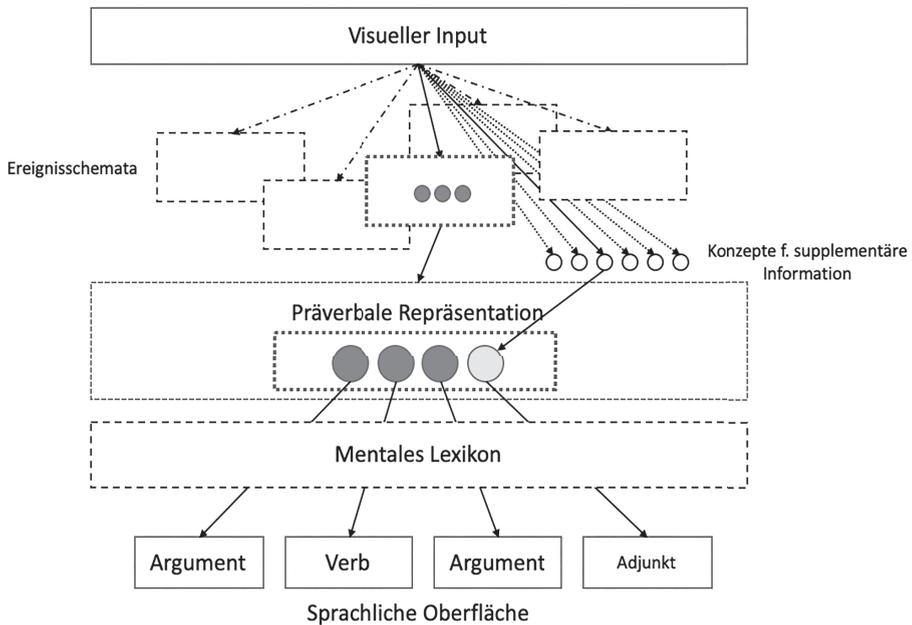 Visueller Input
Ereignisschemata
Konzepte f. supplementäre
Information
Präverbale Repräsentation
Mentales Lexikon
Argument
Verb
Argument
Adjunkt
Sprachliche Oberfläche